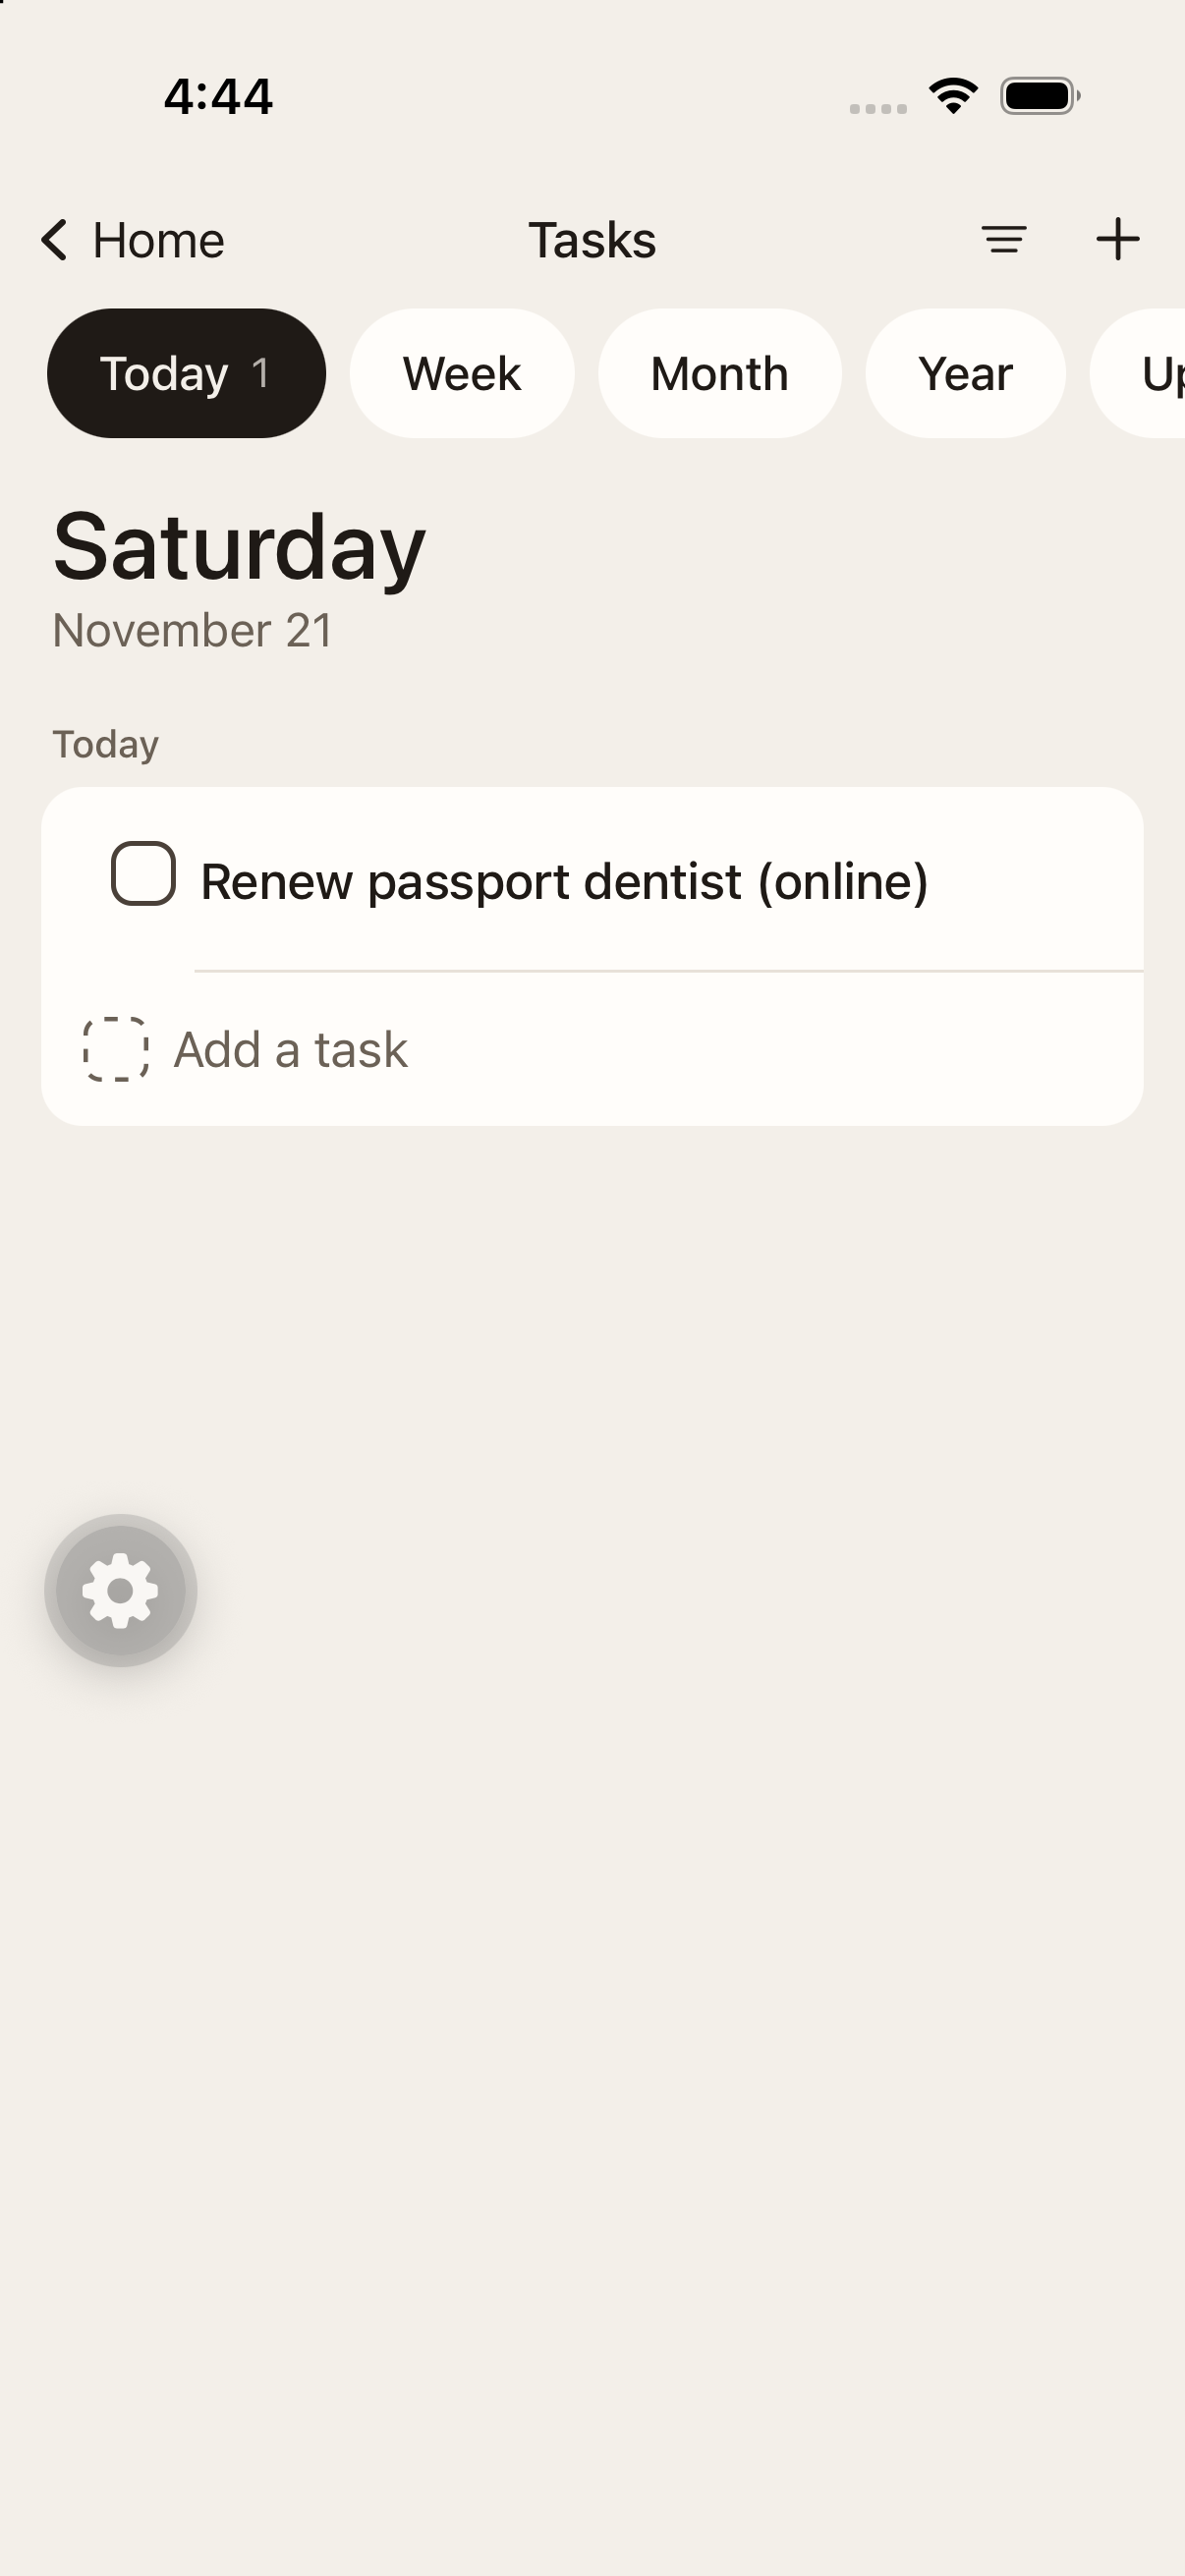 4:44
Home Tasks
Today 1 Week Month Year Up
Saturday
November 21
Today
Renew passport dentist (online)
Add a task